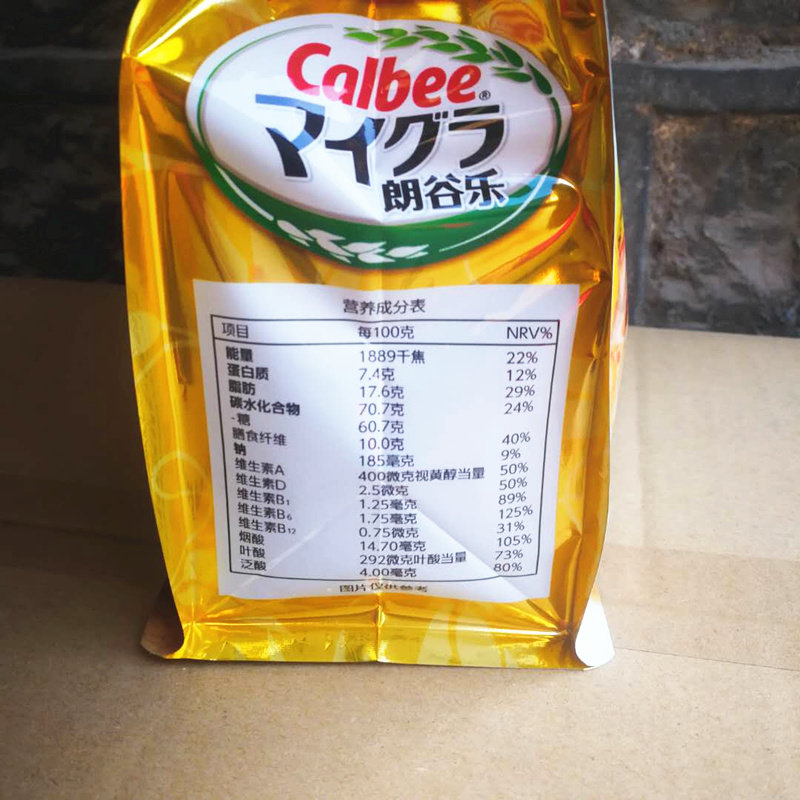 Calbee®
マイグラ
朗谷乐
营养成分表
项目 每100克 NRV%
能量 1889千焦 22%
蛋白质 7.4克 12%
脂肪 17.6克 29%
碳水化合物 70.7克 24%
-糖 60.7克
膳食纤维 10.0克 40%
钠 185毫克 9%
维生素A 400微克视黄醇当量 50%
维生素D 2.5微克 50%
维生素B₁ 1.25毫克 89%
维生素B₆ 1.75毫克 125%
维生素B₁₂ 0.75微克 31%
烟酸 14.70毫克 105%
叶酸 292微克叶酸当量 73%
泛酸 4.00毫克 80%
图片仅供参考